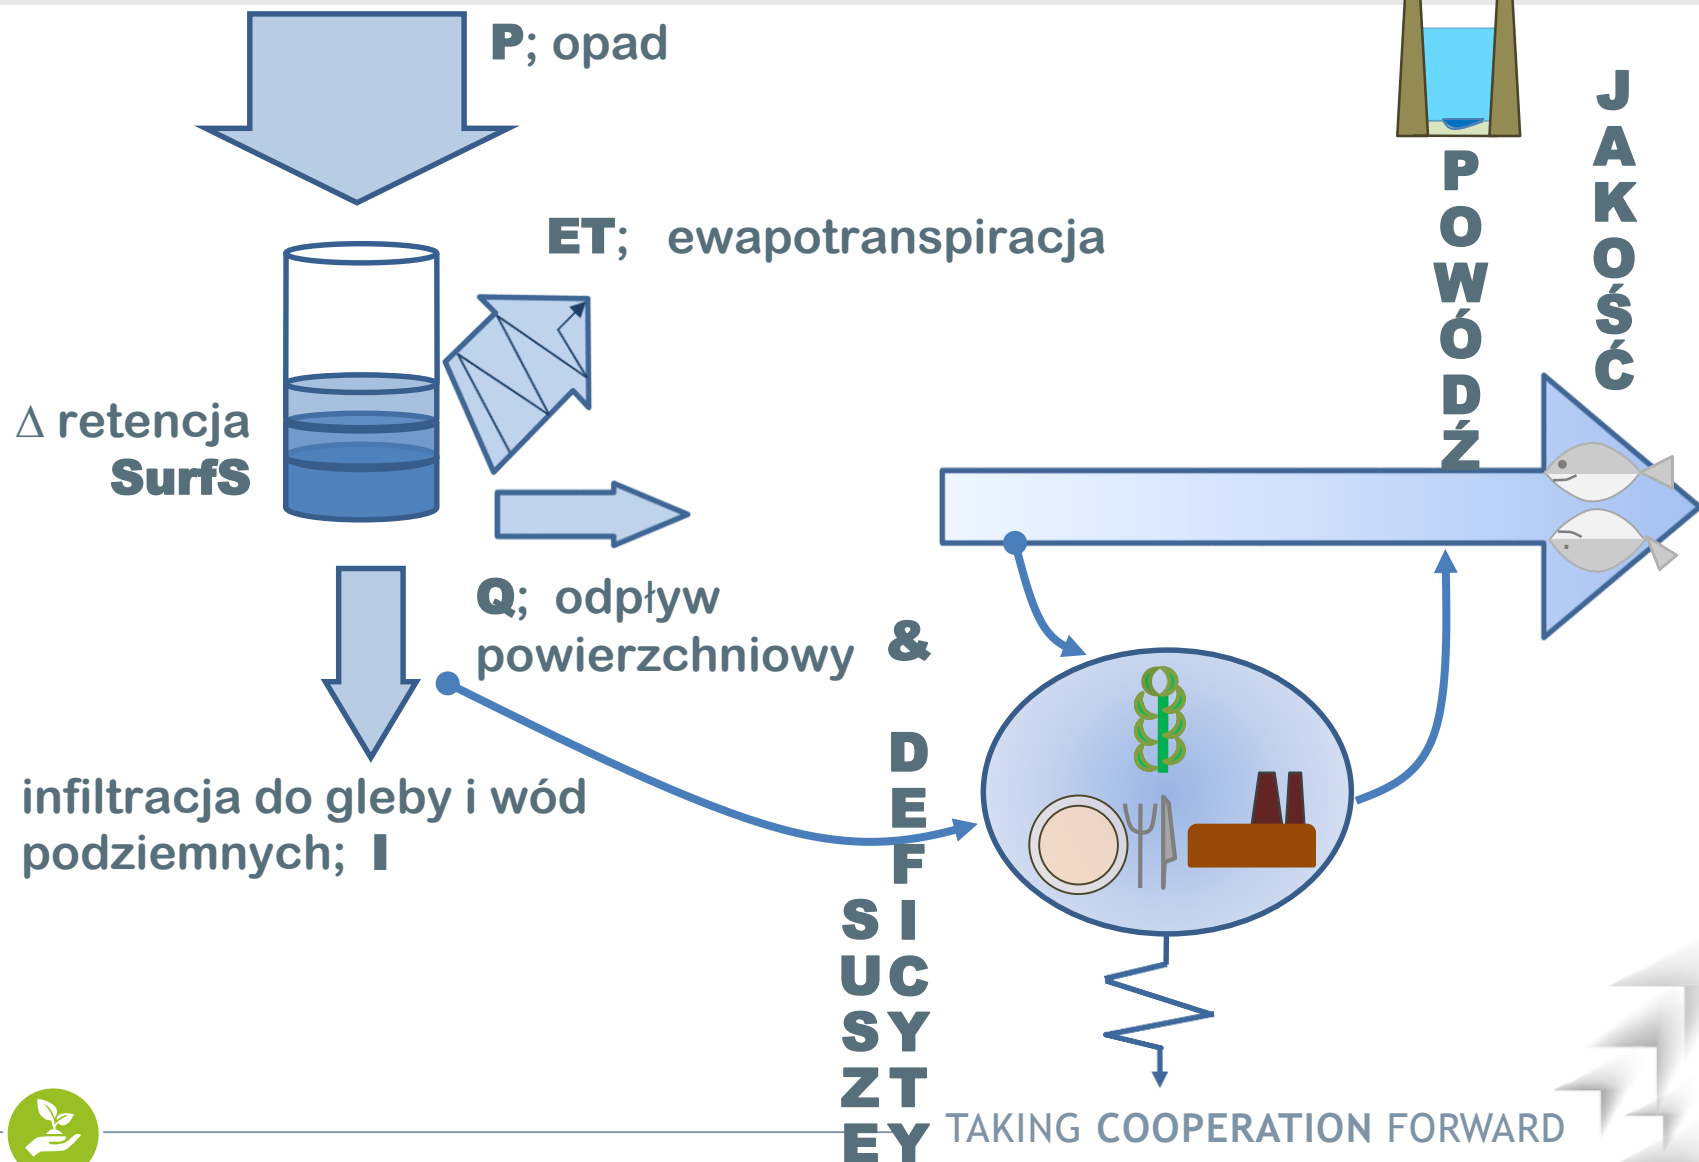 P; opad
ET; ewapotranspiracja
Δ retencja
SurfS
Q; odpływ
powierzchniowy
infiltracja do gleby i wód
podziemnych; I
POWÓDŹ
JAKOŚĆ
SUSZE
& DEFICYTY
TAKING COOPERATION FORWARD